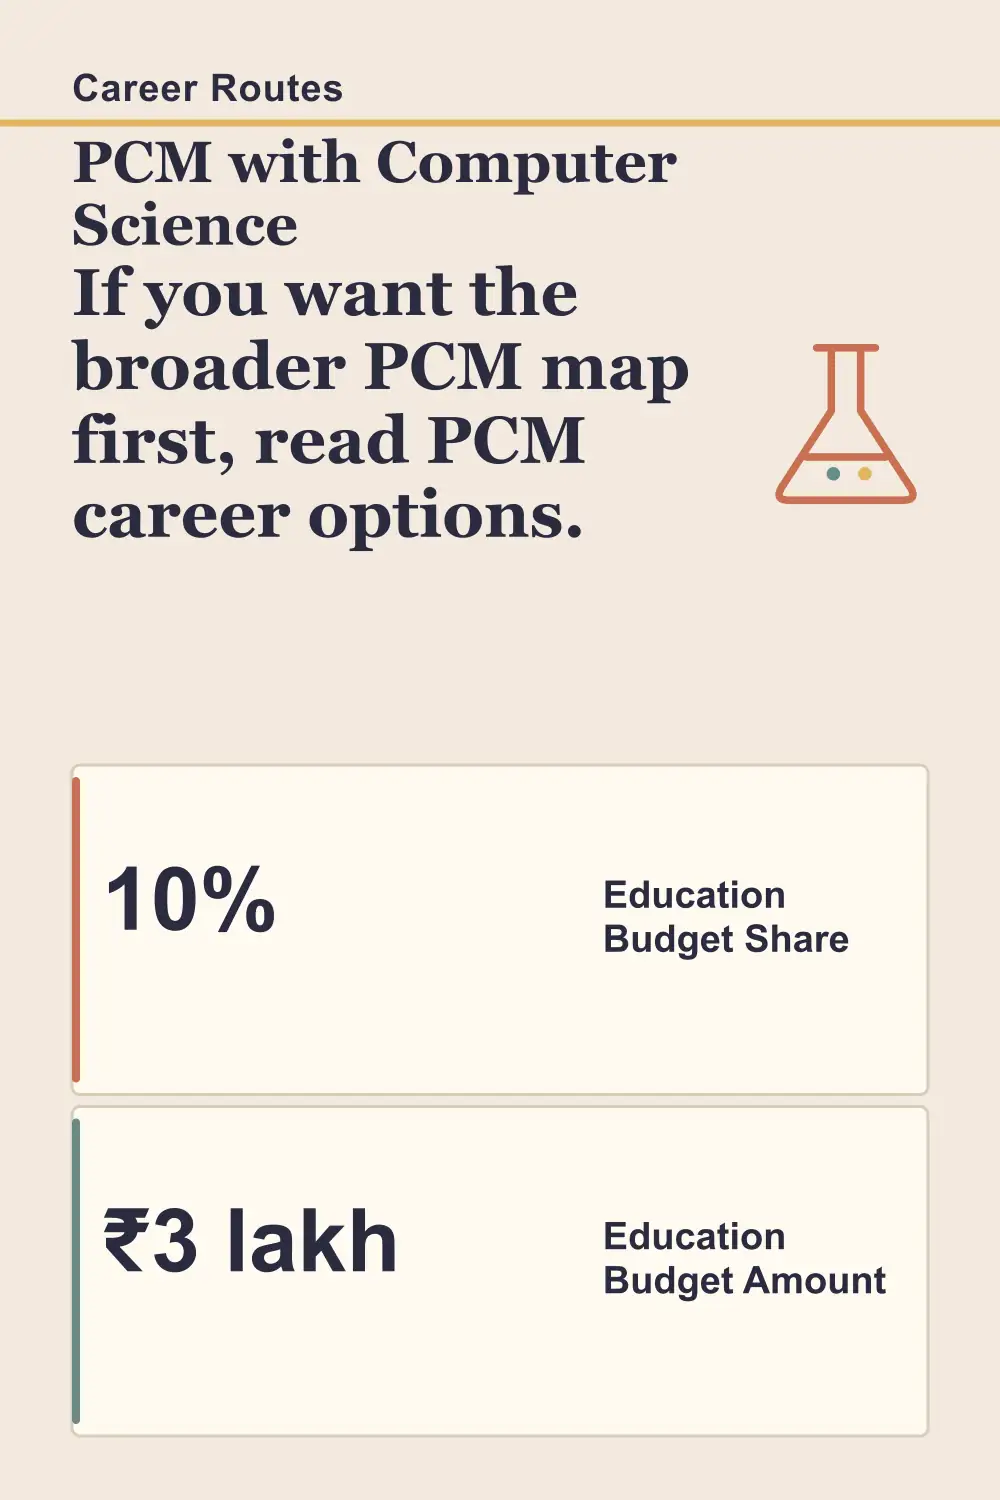 Career Routes
PCM with Computer
Science
If you want the
broader PCM map
first, read PCM
career options.
10%
Education
Budget Share
₹3 lakh
Education
Budget Amount